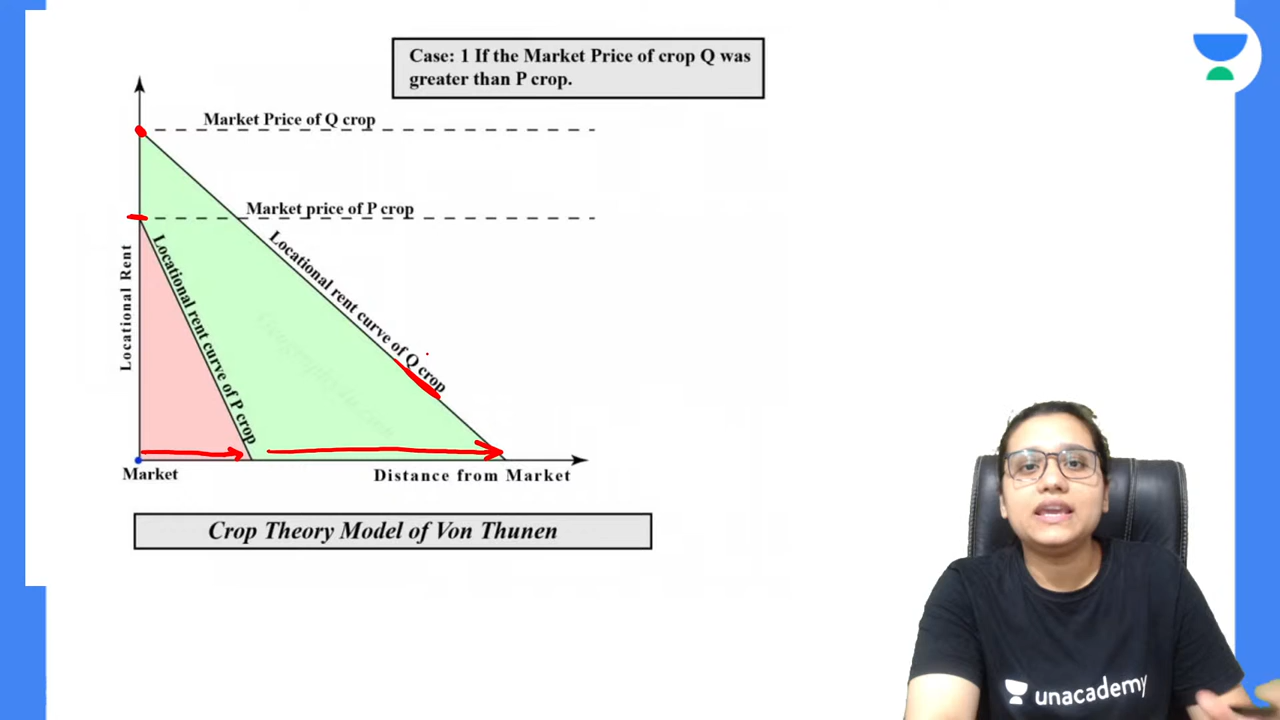 Case: 1 If the Market Price of crop Q was
greater than P crop.
Market Price of Q crop
Market price of P crop
Locational Rent
Locational rent curve of P crop
Locational rent curve of Q crop
Market
Distance from Market
Crop Theory Model of Von Thunen
unacademy